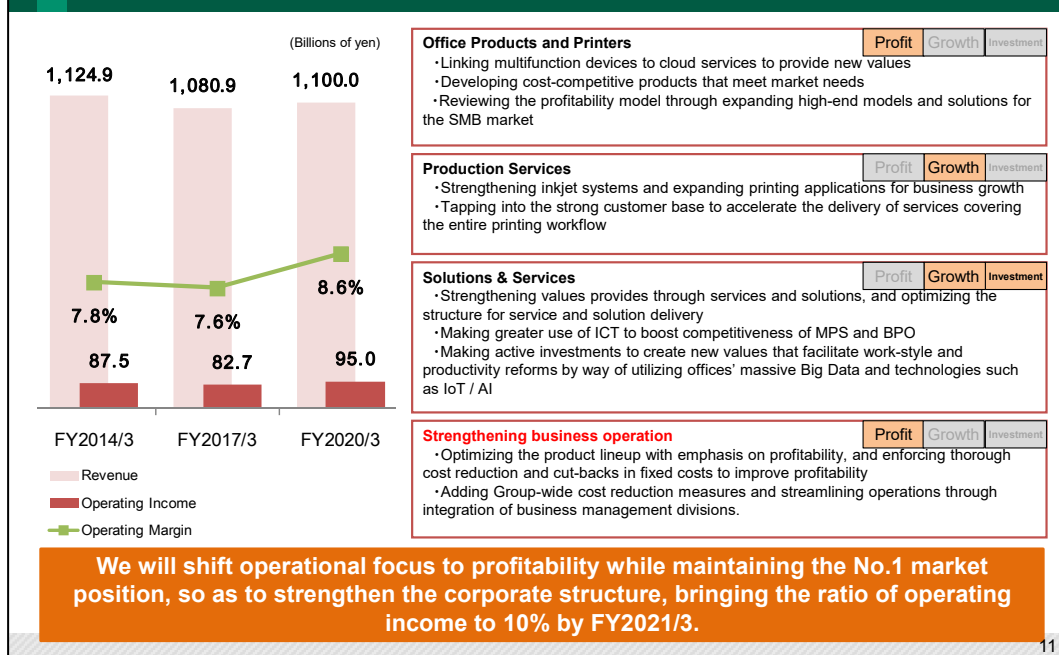 (Billions of yen)
1,124.9
1,080.9
1,100.0
7.8%
7.6%
8.6%
87.5
82.7
95.0
FY2014/3
FY2017/3
FY2020/3
Revenue
Operating Income
Operating Margin
Office Products and Printers
Profit Growth Investment
・Linking multifunction devices to cloud services to provide new values
・Developing cost-competitive products that meet market needs
・Reviewing the profitability model through expanding high-end models and solutions for
the SMB market
Production Services
Profit Growth Investment
・Strengthening inkjet systems and expanding printing applications for business growth
・Tapping into the strong customer base to accelerate the delivery of services covering
the entire printing workflow
Solutions & Services
Profit Growth Investment
・Strengthening values provides through services and solutions, and optimizing the
structure for service and solution delivery
・Making greater use of ICT to boost competitiveness of MPS and BPO
・Making active investments to create new values that facilitate work-style and
productivity reforms by way of utilizing offices’ massive Big Data and technologies such
as IoT / AI
Strengthening business operation
Profit Growth Investment
・Optimizing the product lineup with emphasis on profitability, and enforcing thorough
cost reduction and cut-backs in fixed costs to improve profitability
・Adding Group-wide cost reduction measures and streamlining operations through
integration of business management divisions.
We will shift operational focus to profitability while maintaining the No.1 market
position, so as to strengthen the corporate structure, bringing the ratio of operating
income to 10% by FY2021/3.
11